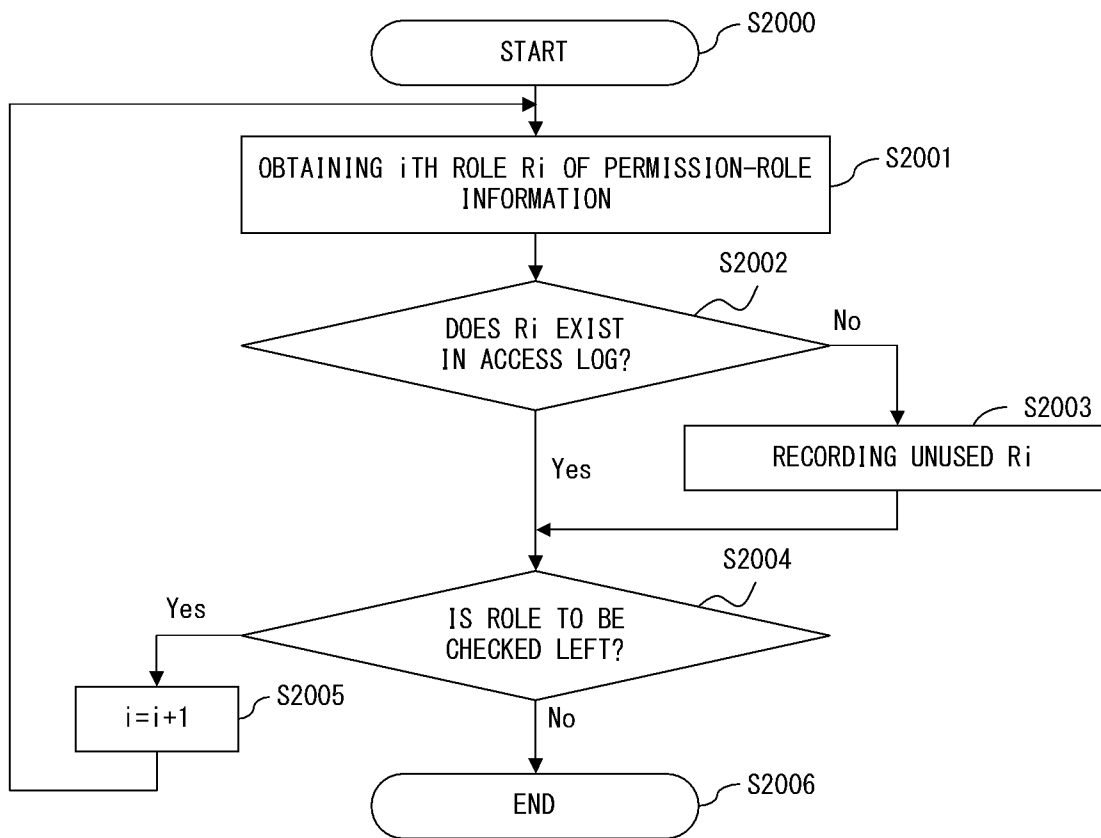 S2000
START
S2001
OBTAINING iTH ROLE Ri OF PERMISSION-ROLE
INFORMATION
S2002
DOES Ri EXIST
IN ACCESS LOG?
No
S2003
RECORDING UNUSED Ri
Yes
S2004
IS ROLE TO BE
CHECKED LEFT?
Yes
S2005
i=i+1
No
S2006
END